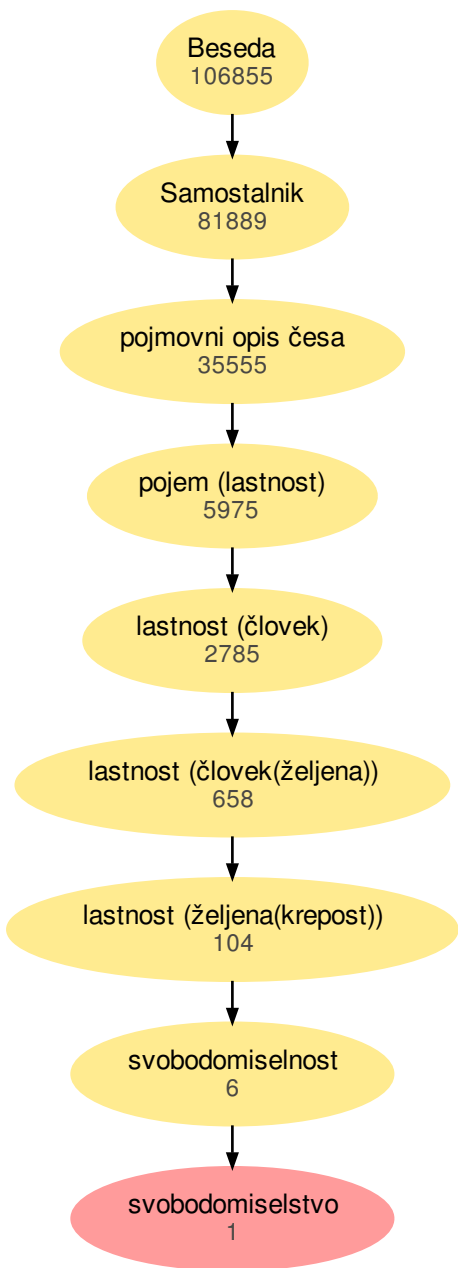 Beseda
106855
Samostalnik
81889
pojmovni opis česa
35555
pojem (lastnost)
5975
lastnost (človek)
2785
lastnost (človek(željena))
658
lastnost (željena(krepost))
104
svobodomiselnost
6
svobodomiselstvo
1